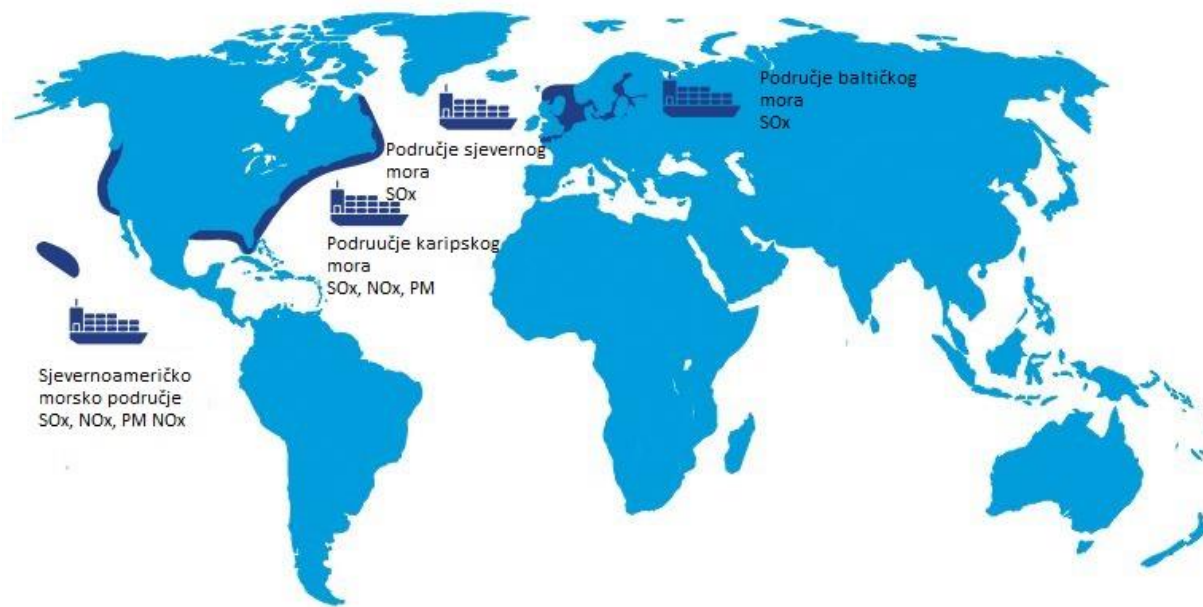 Područje baltičkog
mora
SOx
Područje sjevernog
mora
SOx
Podruučje karipskog
mora
SOx, NOx, PM
Sjevernoameričko
morsko područje
SOx, NOx, PM NOx